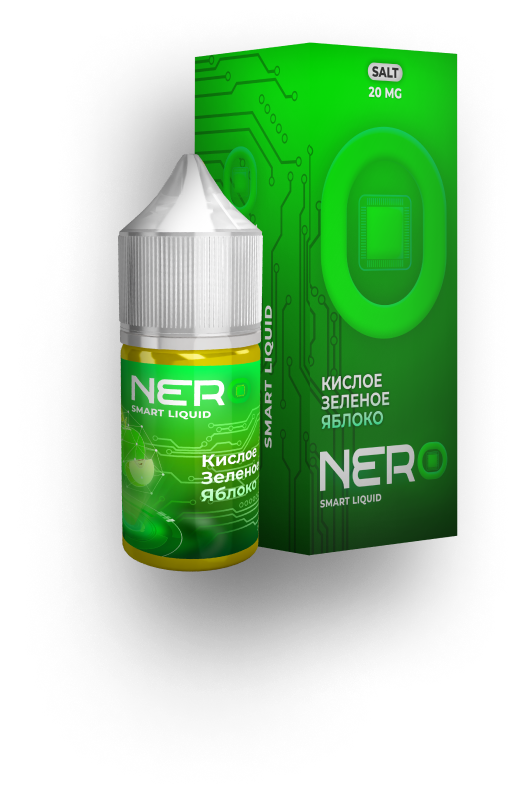 SALT
20 MG
КИСЛОЕ
ЗЕЛЕНОЕ
ЯБЛОКО
NERO
SMART LIQUID
SMART LIQUID
NERO
SMART LIQUID
Кислое
Зеленое
Яблоко